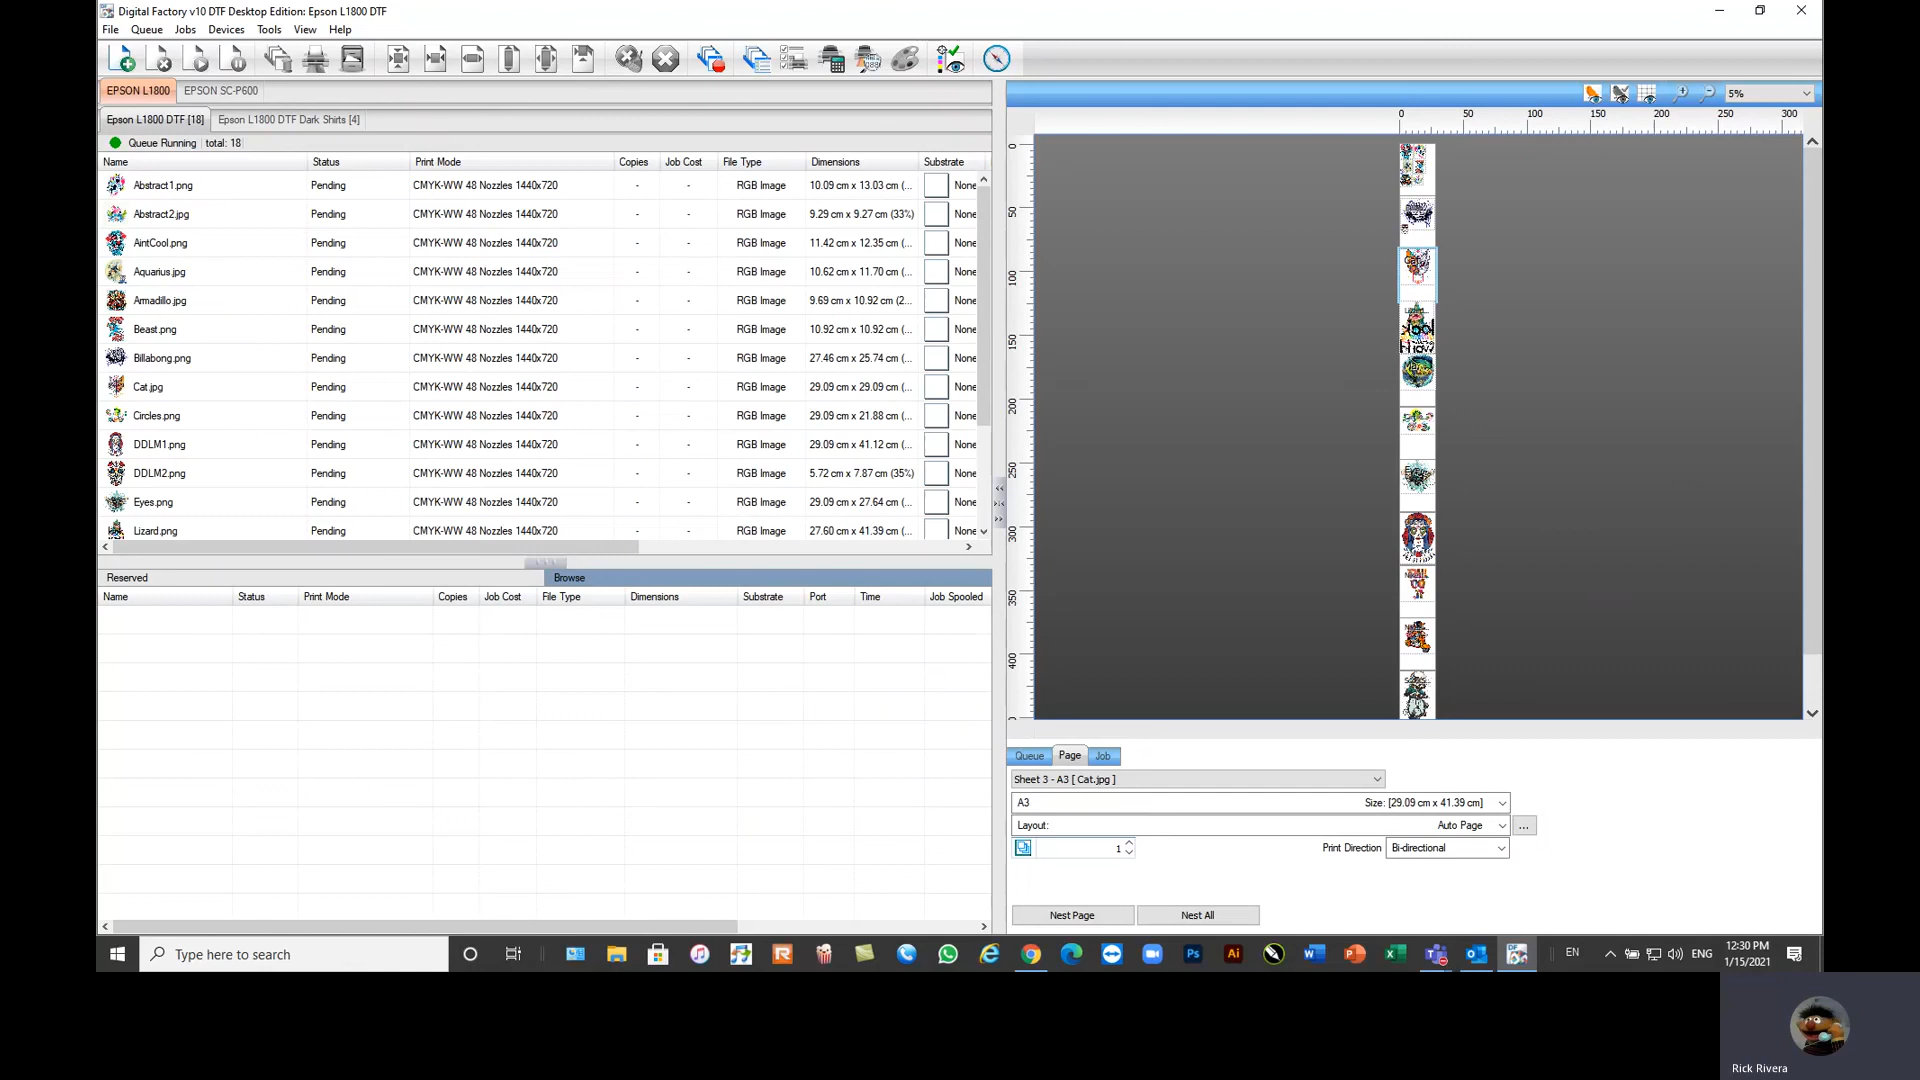 Digital Factory v10 DTF Desktop Edition: Epson L1800 DTF
File Queue Jobs Devices Tools View Help
EPSON L1800 EPSON SC-P600
5%
Epson L1800 DTF [18] Epson L1800 DTF Dark Shirts [4]
0 50 100 150 200 250 300
Queue Running total: 18
Name Status Print Mode Copies Job Cost File Type Dimensions Substrate
Abstract1.png Pending CMYK-WW 48 Nozzles 1440x720 - - RGB Image 10.09 cm x 13.03 cm (... None
Abstract2.jpg Pending CMYK-WW 48 Nozzles 1440x720 - - RGB Image 9.29 cm x 9.27 cm (33%) None
AintCool.png Pending CMYK-WW 48 Nozzles 1440x720 - - RGB Image 11.42 cm x 12.35 cm (... None
Aquarius.jpg Pending CMYK-WW 48 Nozzles 1440x720 - - RGB Image 10.62 cm x 11.70 cm (... None
Armadillo.jpg Pending CMYK-WW 48 Nozzles 1440x720 - - RGB Image 9.69 cm x 10.92 cm (2... None
Beast.png Pending CMYK-WW 48 Nozzles 1440x720 - - RGB Image 10.92 cm x 10.92 cm (... None
Billabong.png Pending CMYK-WW 48 Nozzles 1440x720 - - RGB Image 27.46 cm x 25.74 cm (... None
Cat.jpg Pending CMYK-WW 48 Nozzles 1440x720 - - RGB Image 29.09 cm x 29.09 cm (... None
Circles.png Pending CMYK-WW 48 Nozzles 1440x720 - - RGB Image 29.09 cm x 21.88 cm (... None
DDLM1.png Pending CMYK-WW 48 Nozzles 1440x720 - - RGB Image 29.09 cm x 41.12 cm (... None
DDLM2.png Pending CMYK-WW 48 Nozzles 1440x720 - - RGB Image 5.72 cm x 7.87 cm (35%) None
Eyes.png Pending CMYK-WW 48 Nozzles 1440x720 - - RGB Image 29.09 cm x 27.64 cm (... None
Lizard.png Pending CMYK-WW 48 Nozzles 1440x720 - - RGB Image 27.60 cm x 41.39 cm (... None
0
50
100
150
200
250
300
350
400
Reserved Browse
Name Status Print Mode Copies Job Cost File Type Dimensions Substrate Port Time Job Spooled
Queue Page Job
Sheet 3 - A3 [ Cat.jpg ]
A3 Size: [29.09 cm x 41.39 cm]
Layout: Auto Page ...
1 Print Direction Bi-directional
Nest Page Nest All
Type here to search
EN ENG
12:30 PM
1/15/2021
Rick Rivera